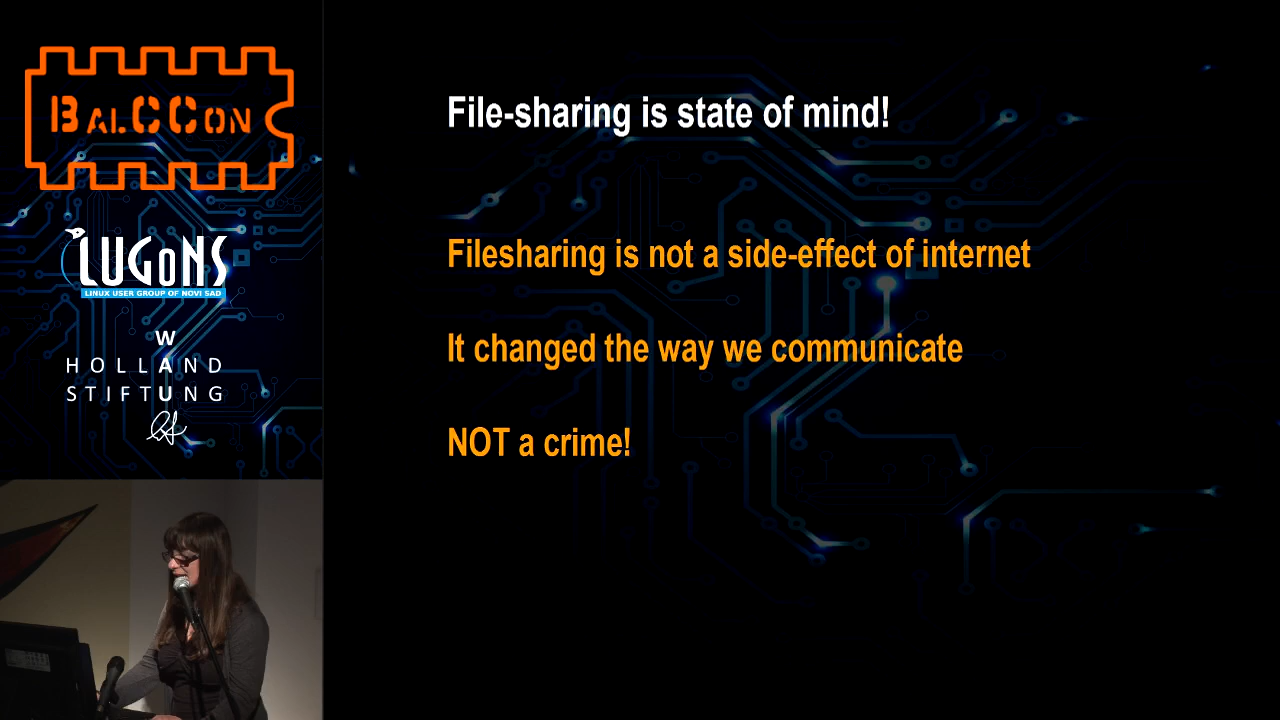 BALCCON
LUGONS
LINUX USER GROUP OF NOVI SAD
W
HOLLAND
STIFTUNG
File-sharing is state of mind!
Filesharing is not a side-effect of internet
It changed the way we communicate
NOT a crime!